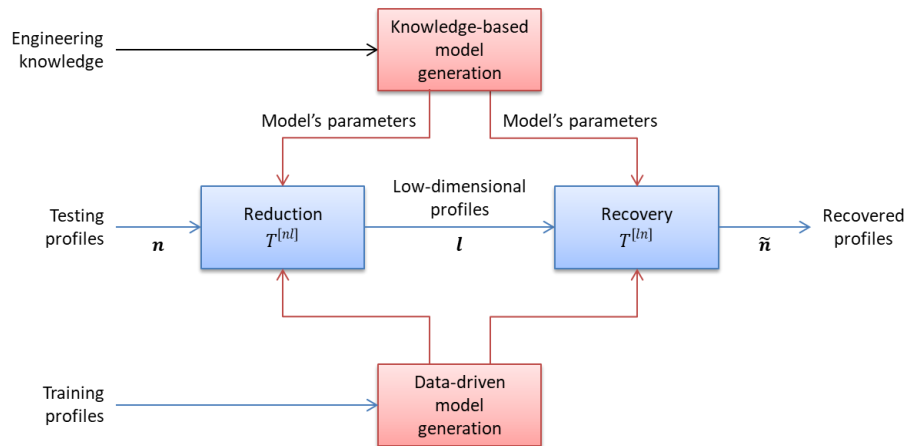 Engineering
knowledge
Knowledge-based
model
generation
Model's parameters
Model's parameters
Testing
profiles
n
Reduction
T^[nl]
Low-dimensional
profiles
l
Recovery
T^[ln]
ñ
Recovered
profiles
Training
profiles
Data-driven
model
generation